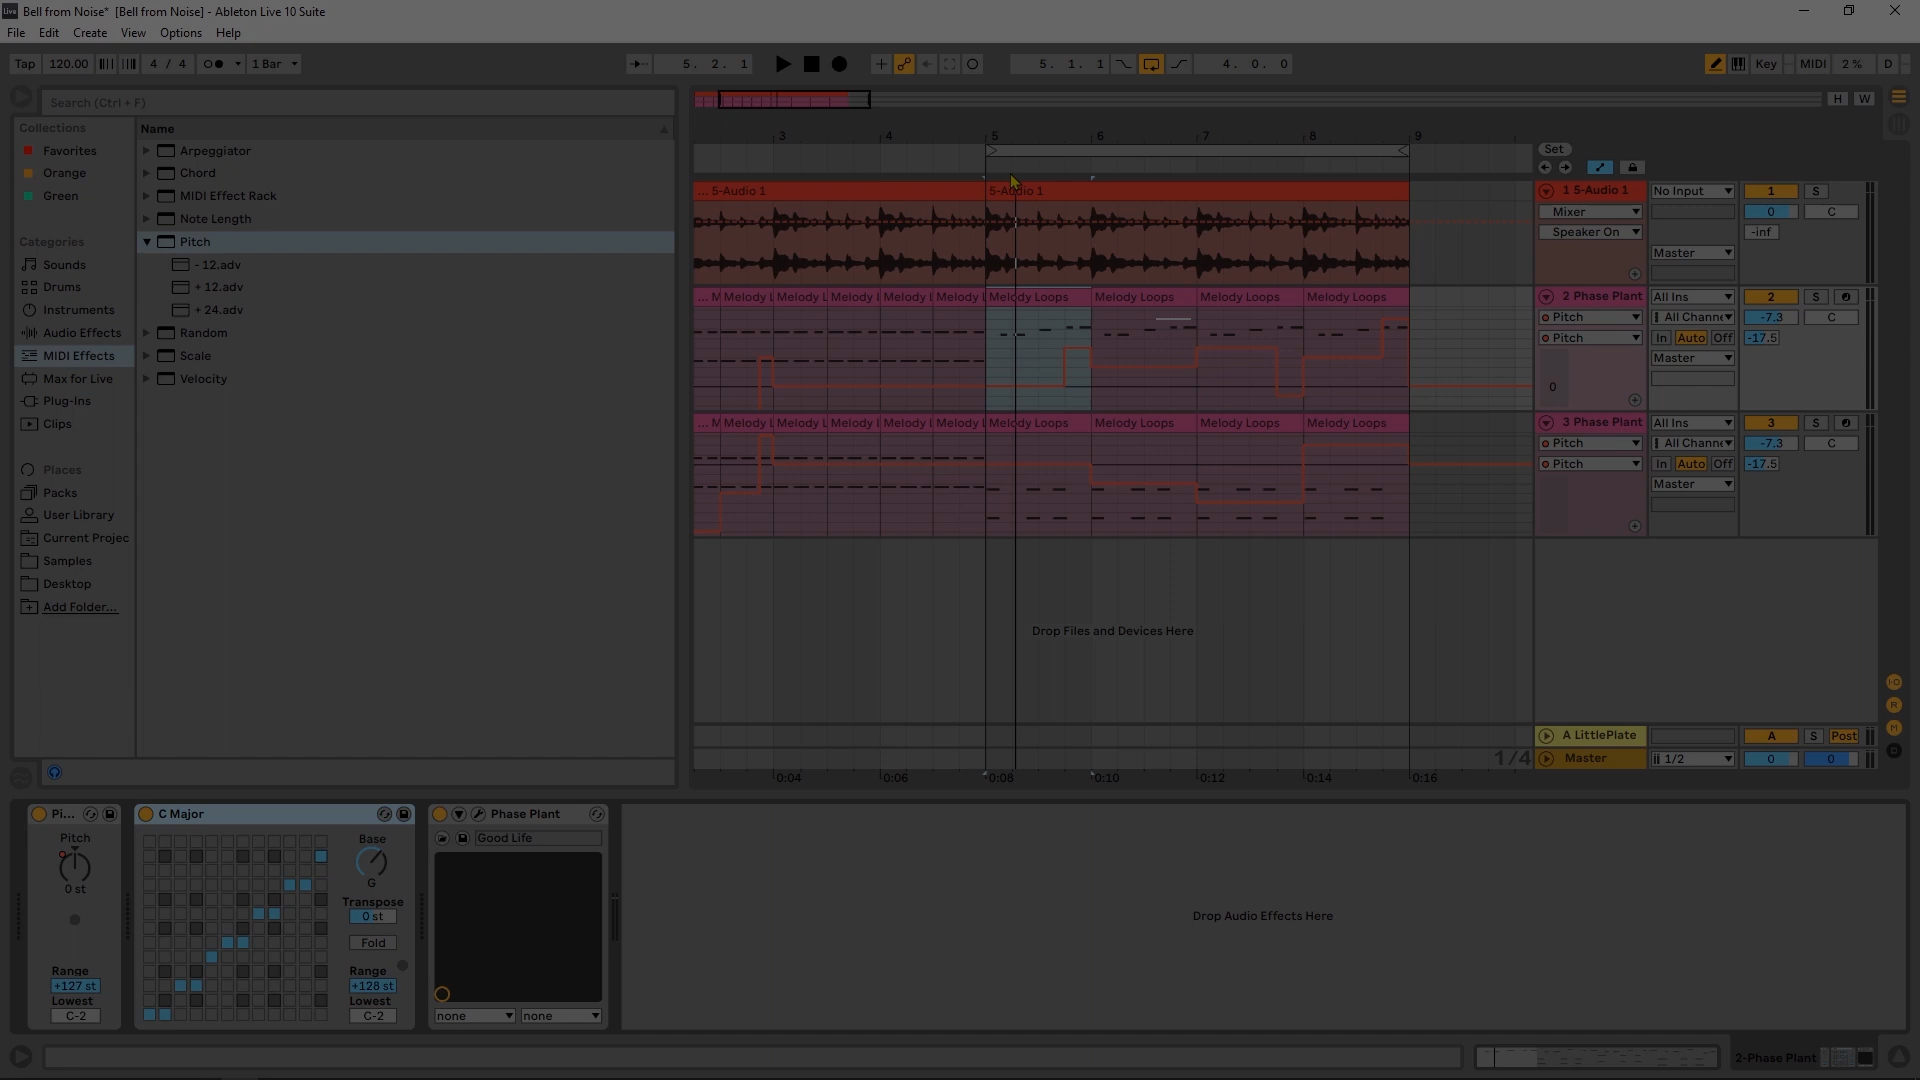 Bell from Noise* [Bell from Noise] - Ableton Live 10 Suite
File Edit Create View Options Help
Tap 120.00 4 / 4 1 Bar 5. 2. 1 5. 1. 1 4. 0. 0 Key MIDI 2 % D
Search (Ctrl + F)
H W
Collections
Favorites
Orange
Green
Categories
Sounds
Drums
Instruments
Audio Effects
MIDI Effects
Max for Live
Plug-Ins
Clips
Places
Packs
User Library
Current Projec
Samples
Desktop
Add Folder...
Name
Arpeggiator
Chord
MIDI Effect Rack
Note Length
Pitch
- 12.adv
+ 12.adv
+ 24.adv
Random
Scale
Velocity
3 4 5 6 7 8 9
Set
... 5-Audio 1 5-Audio 1
1 5-Audio 1 No Input 1 S
Mixer 0 C
Speaker On -inf
Master
... M Melody L Melody L Melody l Melody L Melody L Melody Loops Melody Loops Melody Loops Melody Loops
2 Phase Plant All Ins 2 S
Pitch All Channe -7.3 C
Pitch In Auto Off -17.5
Master
0
... M Melody l Melody l Melody l Melody l Melody L Melody Loops Melody Loops Melody Loops Melody Loops
3 Phase Plant All Ins 3 S
Pitch All Channe -7.3 C
Pitch In Auto Off -17.5
Master
Drop Files and Devices Here
I·O
R
M
D
A LittlePlate A S Post
1/4 Master 1/2 0 0
0:04 0:06 0:08 0:10 0:12 0:14 0:16
Pi...
Pitch
0 st
Range
+127 st
Lowest
C-2
C Major
Base
G
Transpose
0 st
Fold
Range
+128 st
Lowest
C-2
Phase Plant
Good Life
none none
Drop Audio Effects Here
2-Phase Plant